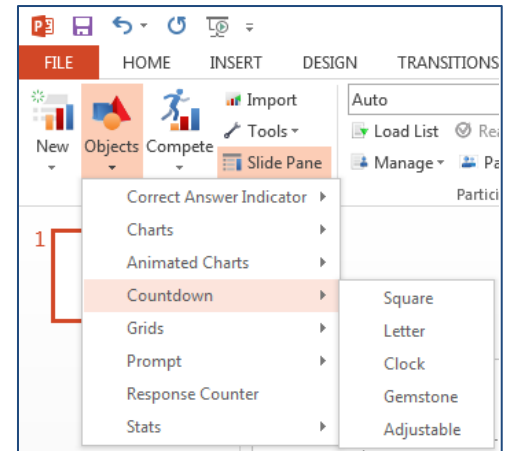 FILE HOME INSERT DESIGN TRANSITIONS
New
Objects
Compete
Import
Tools
Slide Pane
Auto
Load List
Manage
Correct Answer Indicator
Charts
Animated Charts
Countdown
Grids
Prompt
Response Counter
Stats
Square
Letter
Clock
Gemstone
Adjustable
1